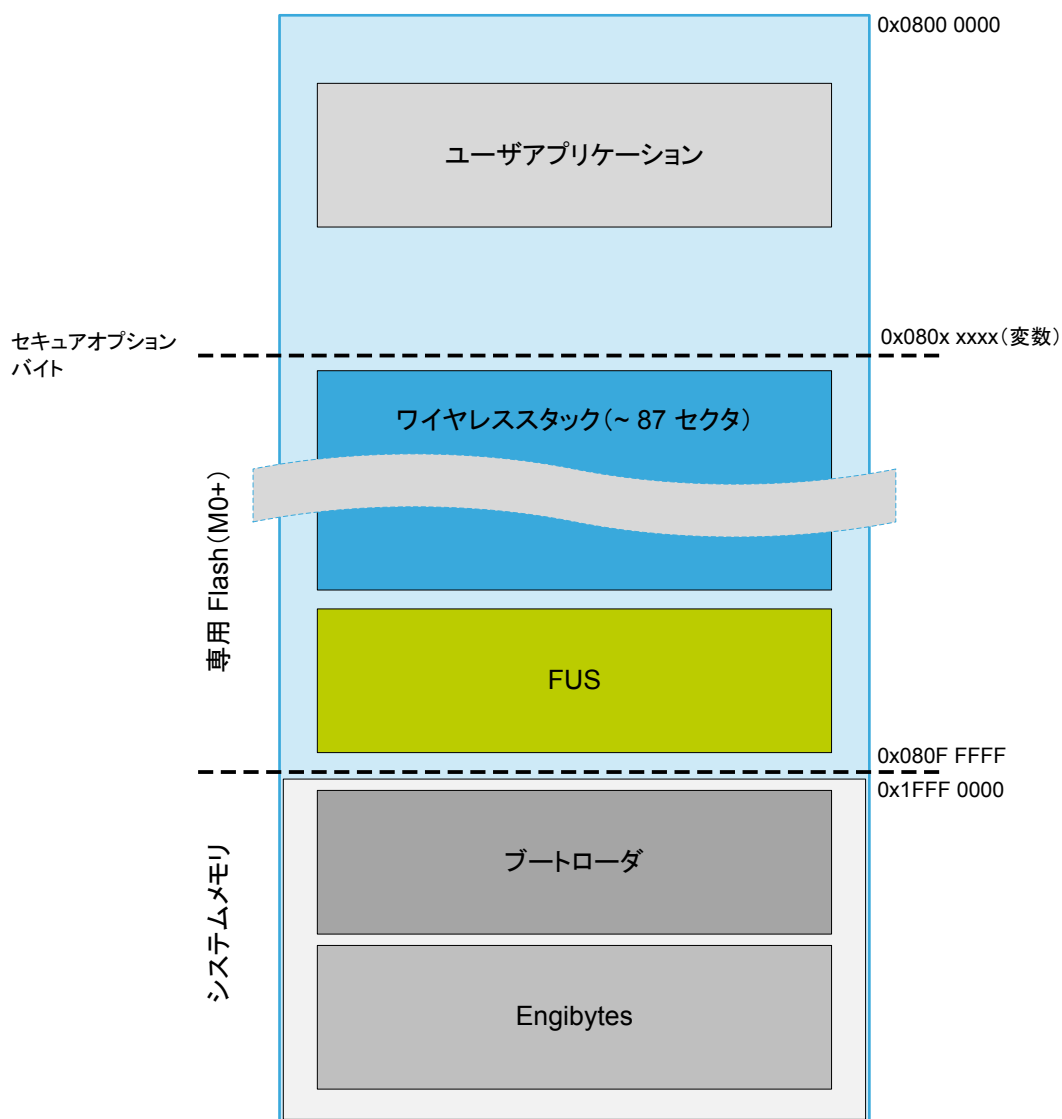 0x0800 0000
ユーザアプリケーション
セキュアオプション
バイト
0x080x xxxx（変数）
ワイヤレススタック（~ 87 セクタ）
専用 Flash（M0+）
FUS
0x080F FFFF
0x1FFF 0000
ブートローダ
システムメモリ
Engibytes